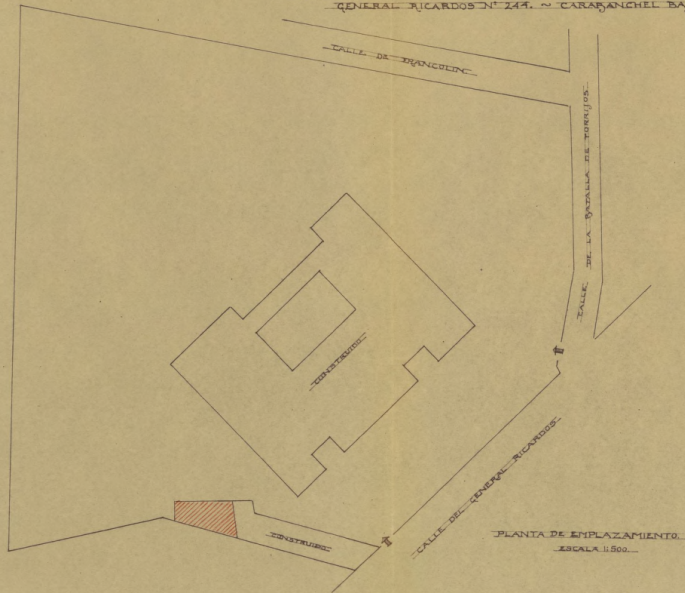 GENERAL RICARDOS Nº 244. ~ CARABANCHEL BA
CALLE DE FRANCOLIN
CALLE DE LA BATALLA DE TORRIJOS
CONSTRUIDO
CALLE DEL GENERAL RICARDOS
CONSTRUIDO
PLANTA DE EMPLAZAMIENTO.
ESCALA 1:500